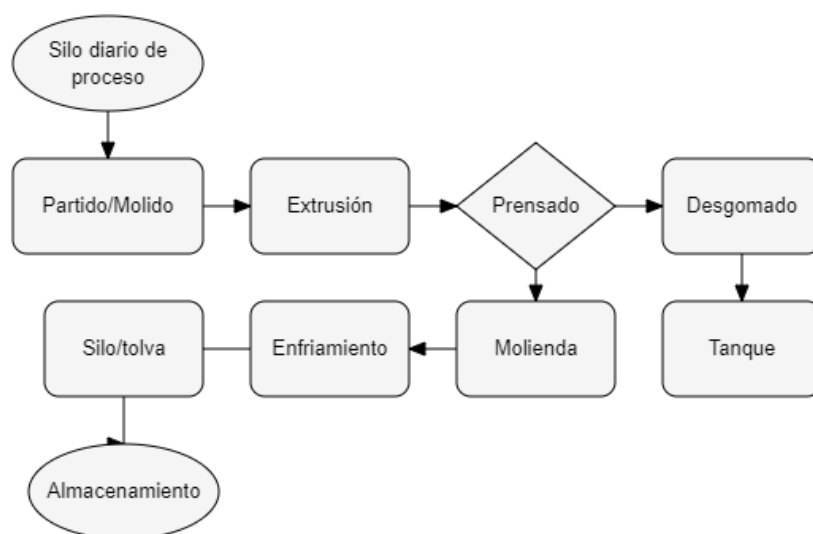 Silo diario de
proceso
Partido/Molido
Extrusión
Prensado
Desgomado
Silo/tolva
Enfriamiento
Molienda
Tanque
Almacenamiento